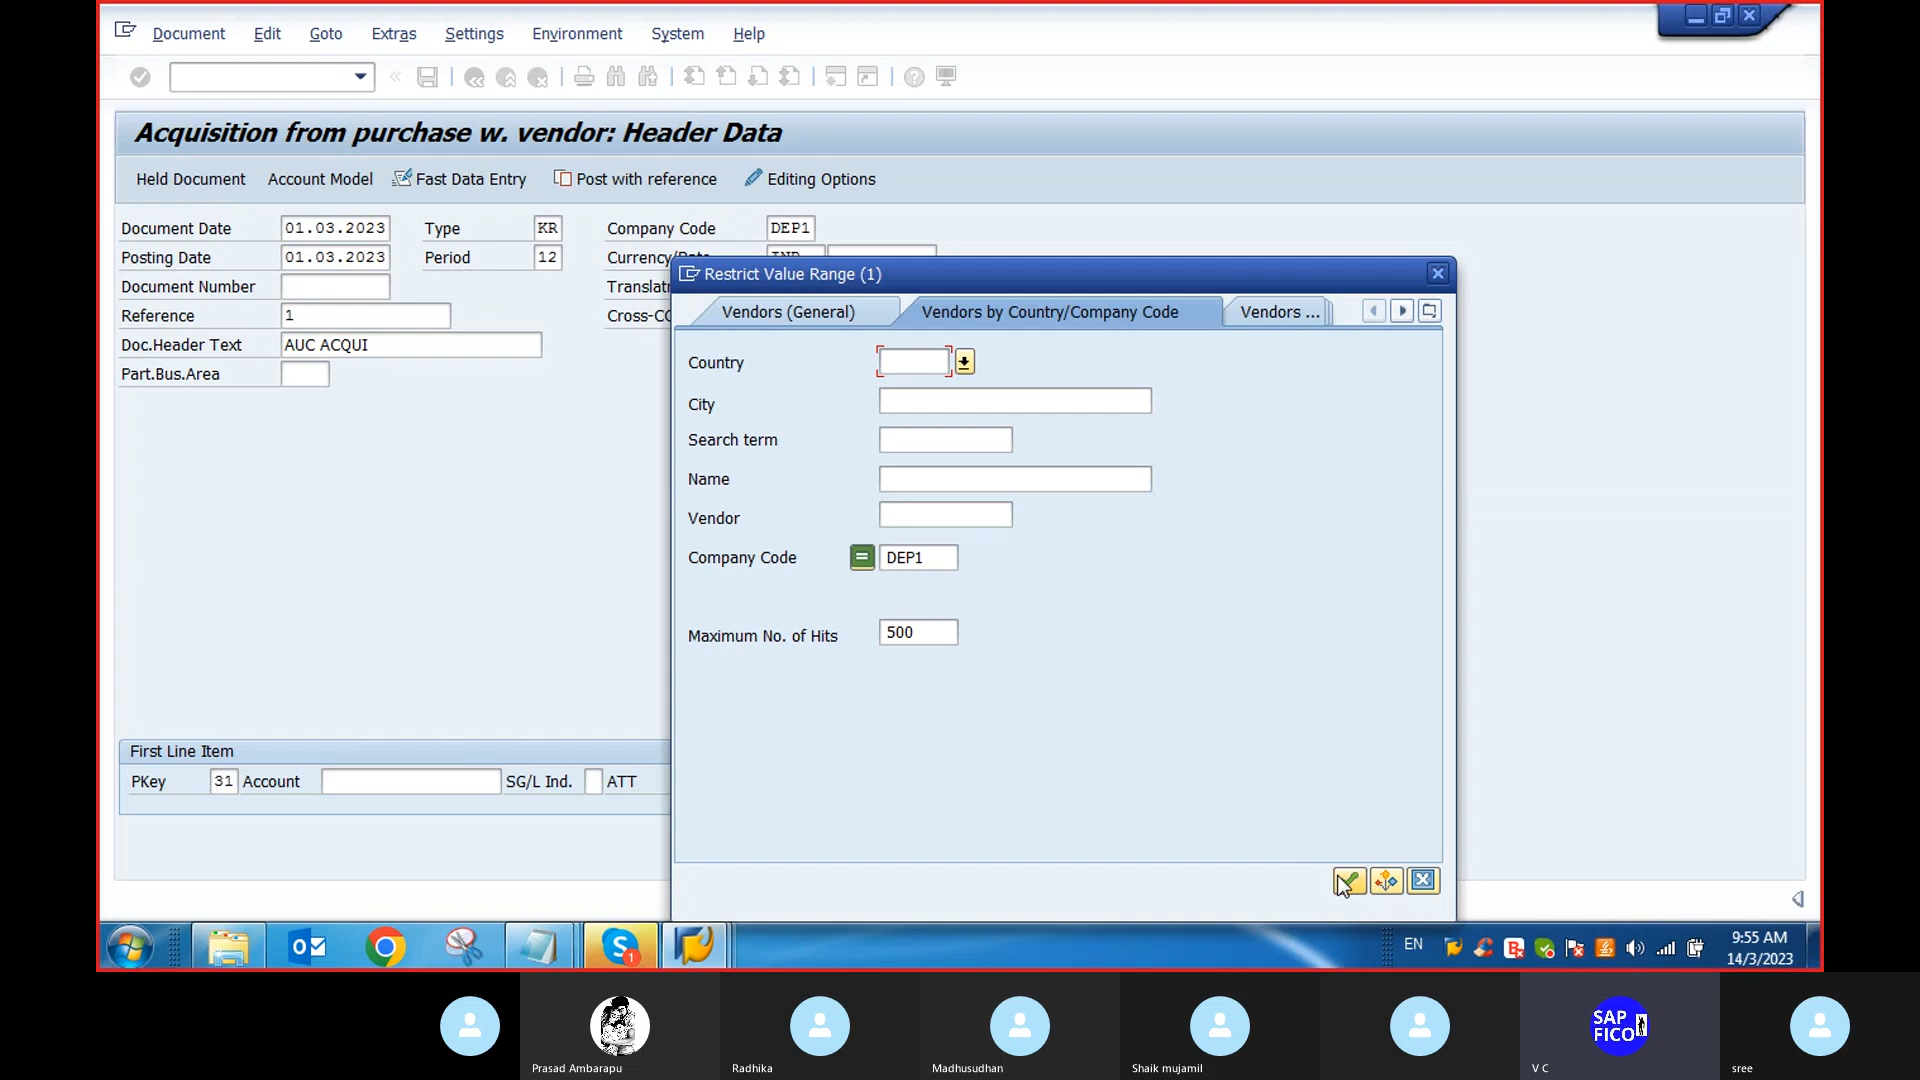 Document Edit Goto Extras Settings Environment System Help
Acquisition from purchase w. vendor: Header Data
Held Document Account Model Fast Data Entry Post with reference Editing Options
Document Date 01.03.2023 Type KR Company Code DEP1
Posting Date 01.03.2023 Period 12
Document Number
Reference 1
Doc.Header Text AUC ACQUI
Part.Bus.Area
First Line Item
PKey 31 Account SG/L Ind. ATT
Restrict Value Range (1)
Vendors (General) Vendors by Country/Company Code Vendors ...
Country
City
Search term
Name
Vendor
Company Code = DEP1
Maximum No. of Hits 500
1
EN
9:55 AM
14/3/2023
SAP
FICO
Prasad Ambarapu Radhika Madhusudhan Shaik mujamil V C sree